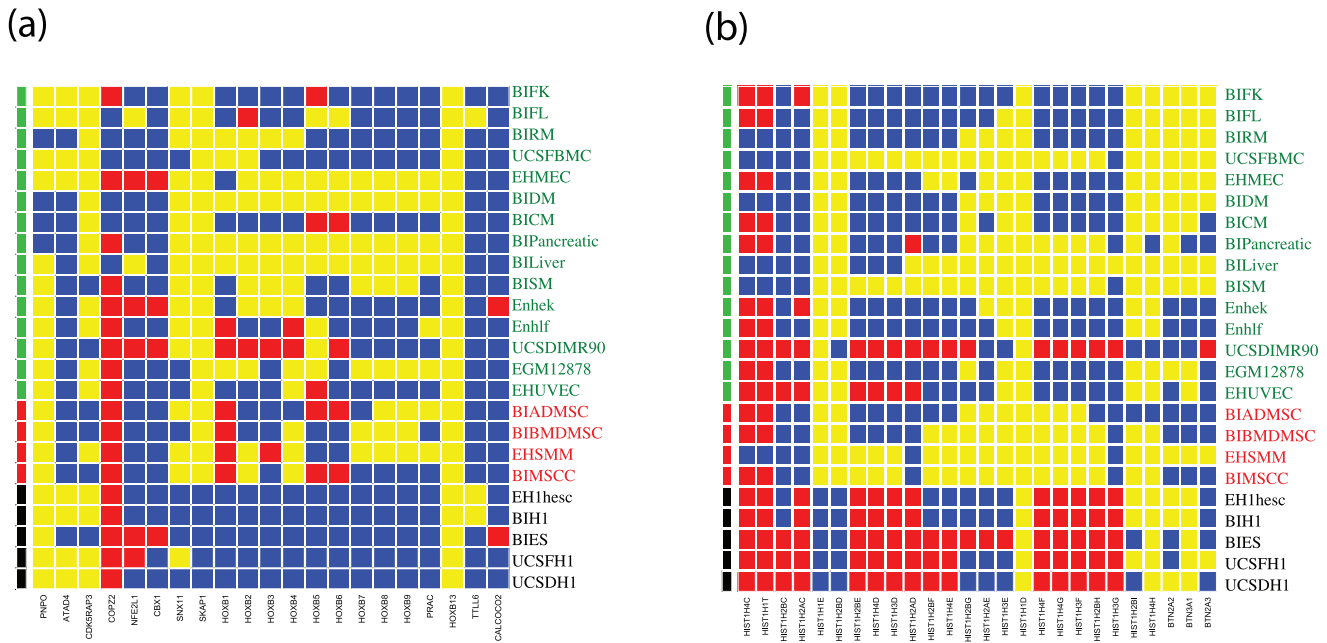 (a)
BIFK
BIFL
BIRM
UCSFBMC
EHMEC
BIDM
BICM
BIPancreatic
BILiver
BISM
Enhek
Enhlf
UCSDIMR90
EGM12878
EHUVEC
BIADMSC
BIBMDMSC
EHSMM
BIMSCC
EH1hesc
BIH1
BIES
UCSFH1
UCSDH1
PNPO
ATAD4
CDK5RAP3
COPZ2
NFE2L1
CBX1
SNX11
SKAP1
HOXB1
HOXB2
HOXB3
HOXB4
HOXB5
HOXB6
HOXB7
HOXB8
HOXB9
PRAC
HOXB13
TTLL6
CALCOCO2
(b)
BIFK
BIFL
BIRM
UCSFBMC
EHMEC
BIDM
BICM
BIPancreatic
BILiver
BISM
Enhek
Enhlf
UCSDIMR90
EGM12878
EHUVEC
BIADMSC
BIBMDMSC
EHSMM
BIMSCC
EH1hesc
BIH1
BIES
UCSFH1
UCSDH1
HIST1H4C
HIST1H1T
HIST1H2BC
HIST1H2AC
HIST1H1E
HIST1H2BD
HIST1H2BE
HIST1H4D
HIST1H3D
HIST1H2AD
HIST1H2BF
HIST1H4E
HIST1H2BG
HIST1H2AE
HIST1H3E
HIST1H1D
HIST1H4F
HIST1H4G
HIST1H3F
HIST1H2BH
HIST1H3G
HIST1H2BI
HIST1H4H
BTN2A2
BTN3A1
BTN2A3